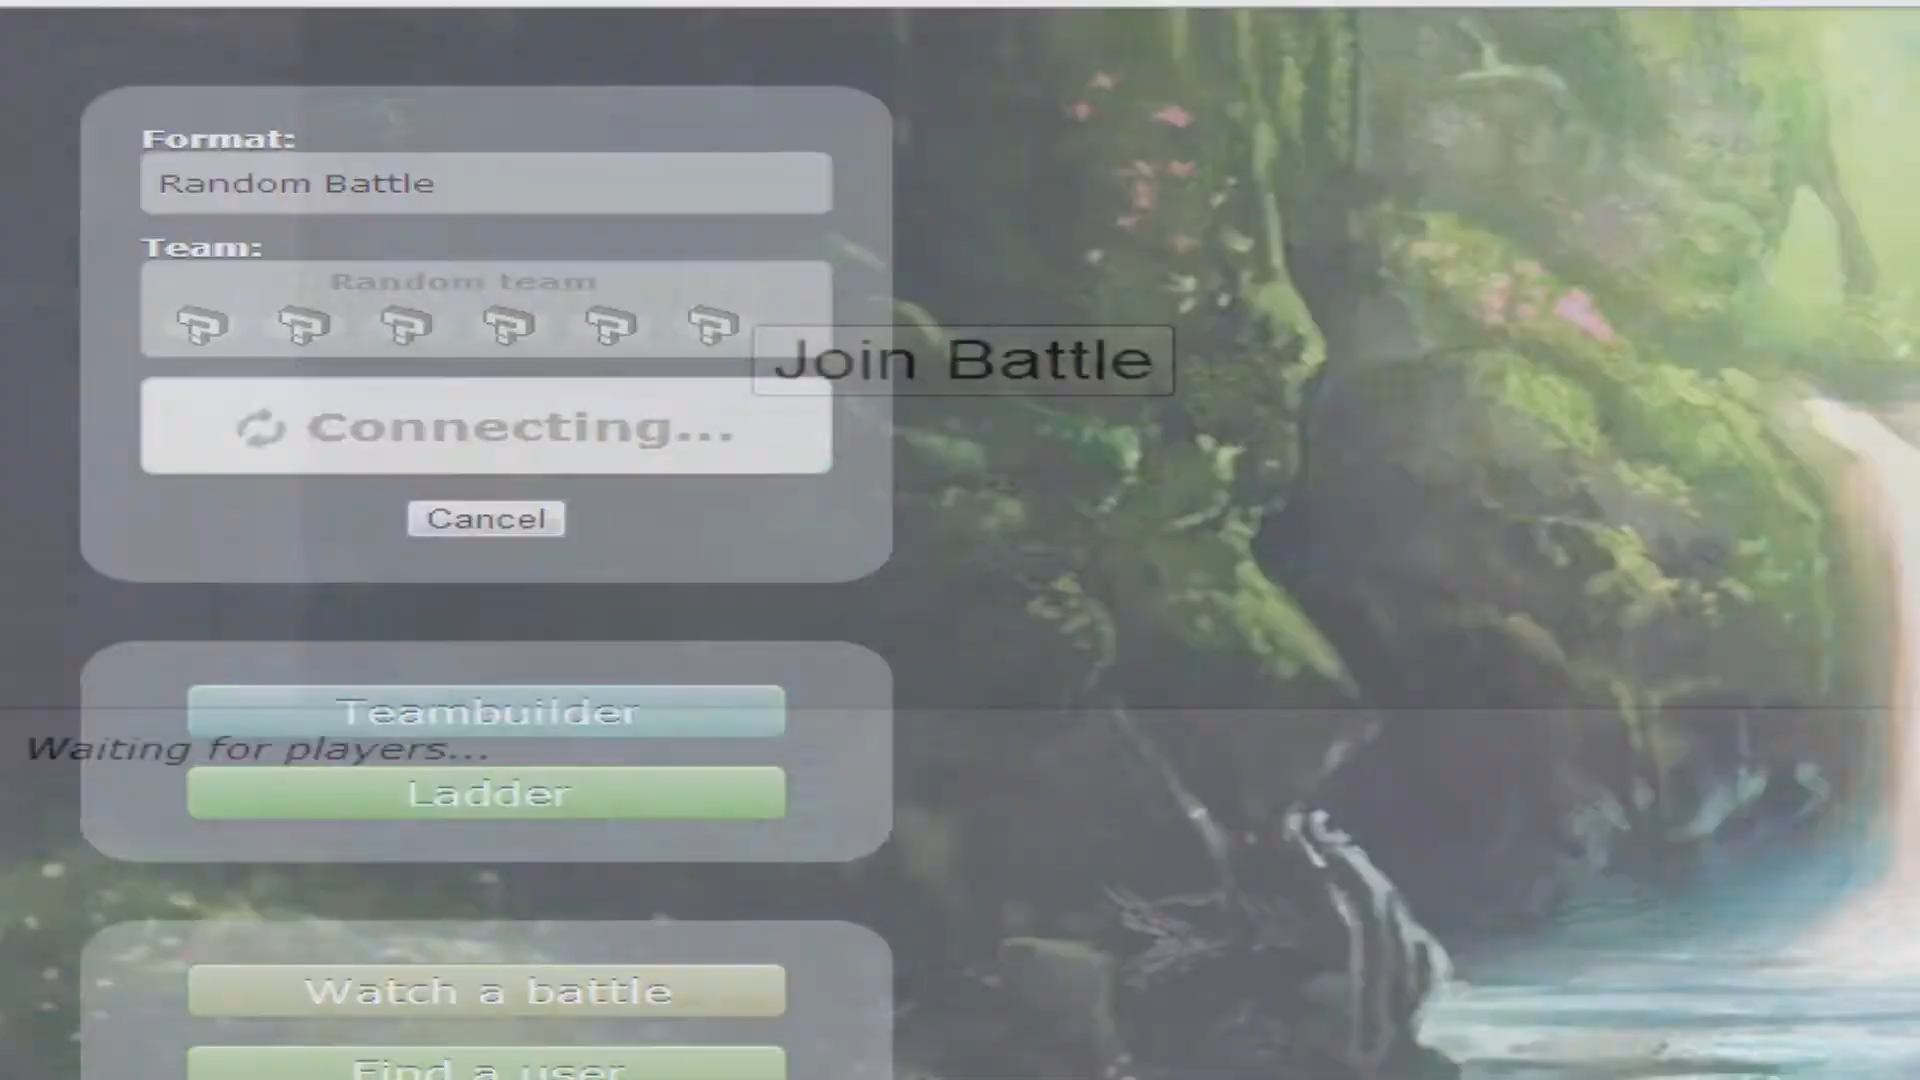 Format:
Random Battle
Team:
Random team
Join Battle
Connecting...
Cancel
Teambuilder
Waiting for players...
Ladder
Watch a battle
Find a user